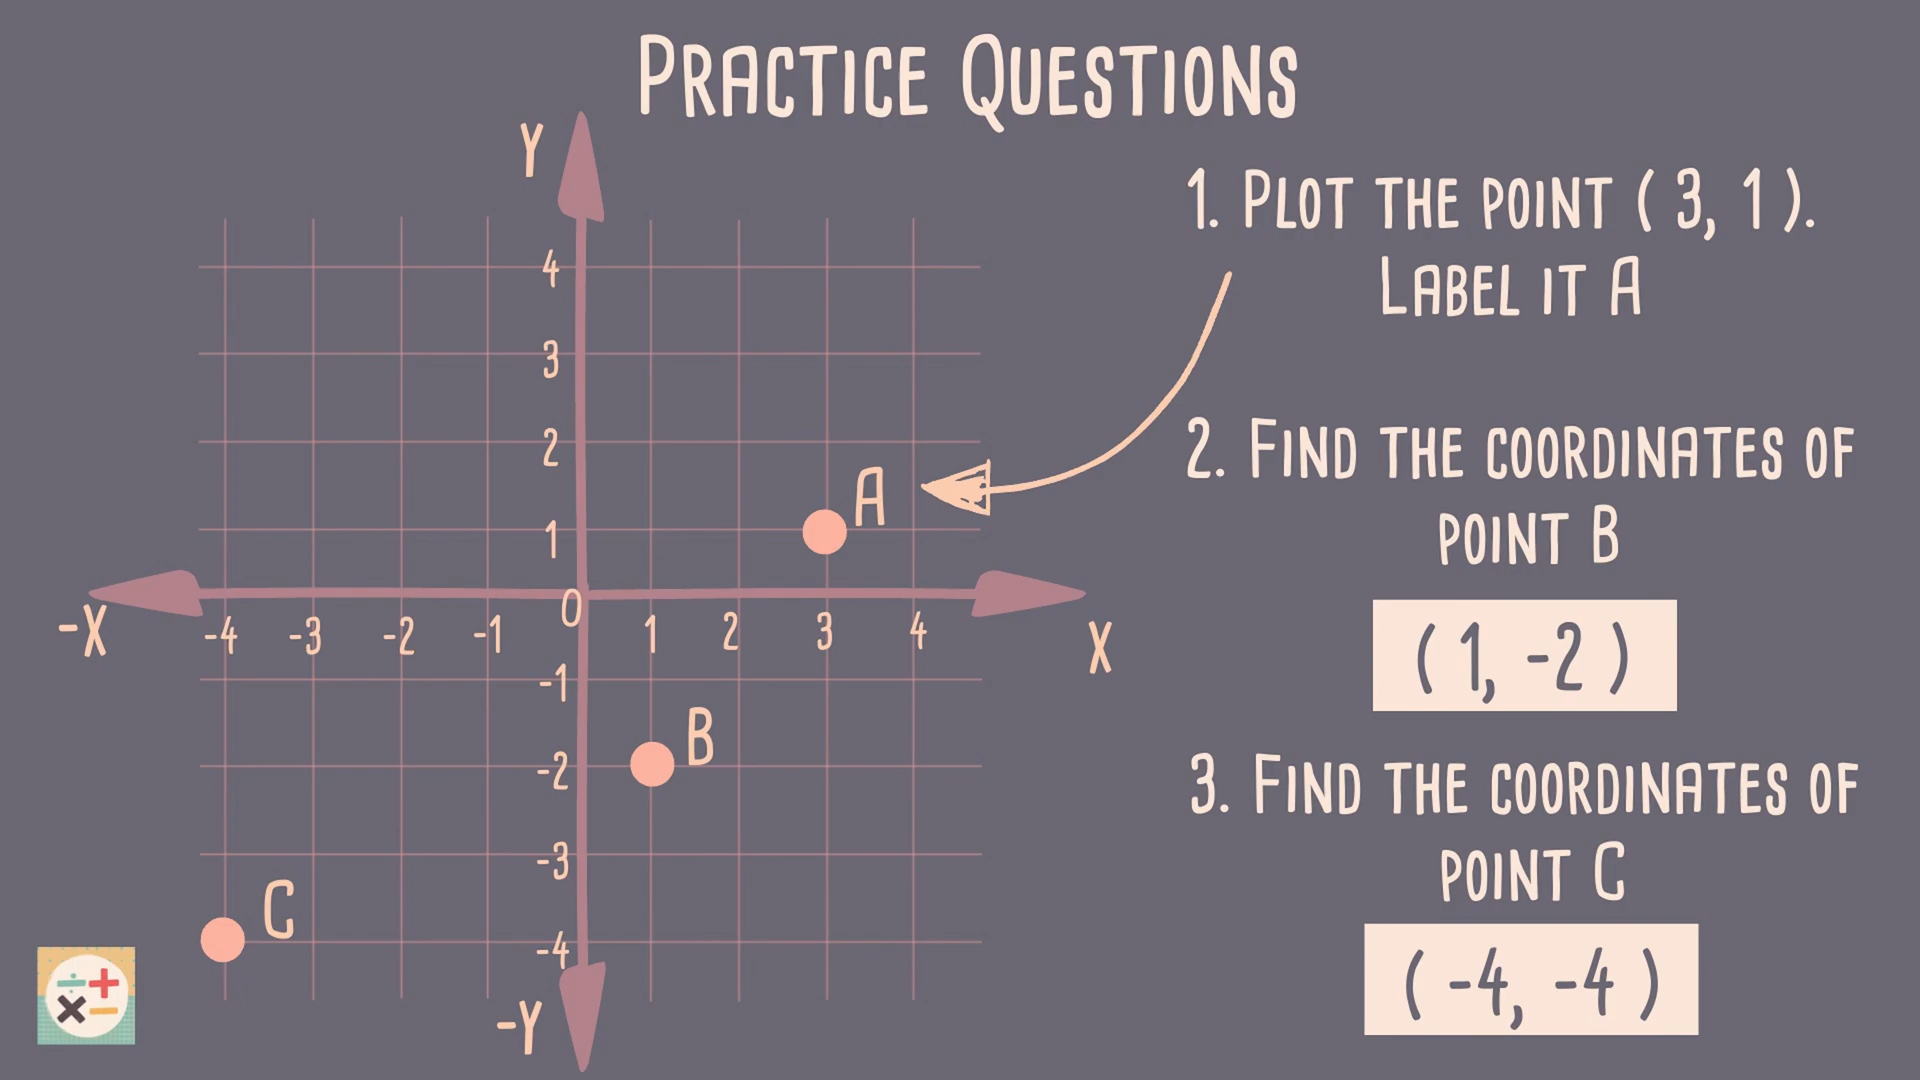 Practice Questions
Y
1. Plot the point ( 3, 1 ).
Label it A
4
3
2
1
A
2. Find the coordinates of
point B
( 1, -2 )
-X
-4 -3 -2 -1 0 1 2 3 4
X
-1
-2
-3
-4
B
C
-Y
3. Find the coordinates of
point C
( -4, -4 )